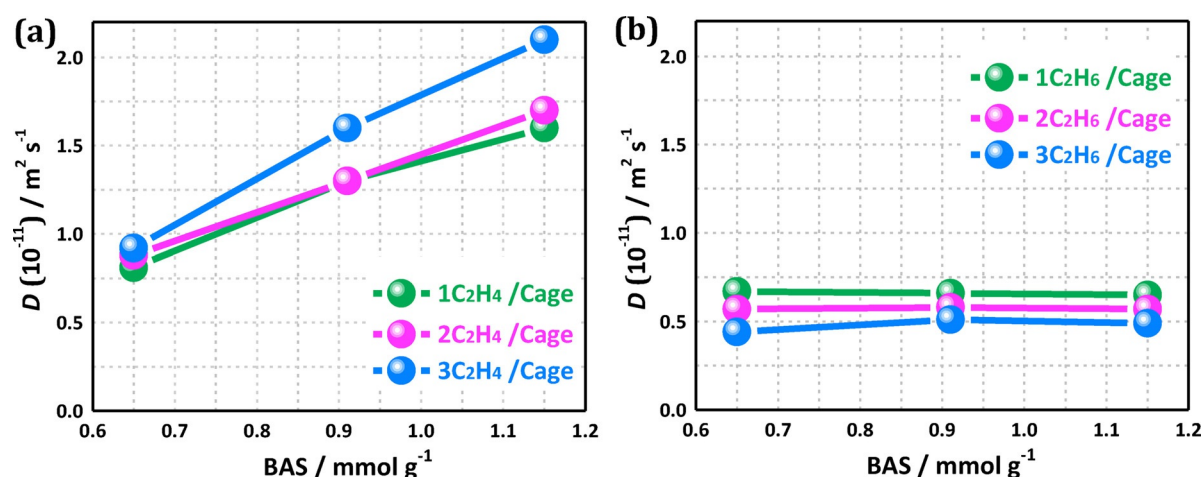 (a)
D (10⁻¹¹) / m² s⁻¹
2.0
1.5
1.0
0.5
0.0
1C₂H₄ /Cage
2C₂H₄ /Cage
3C₂H₄ /Cage
0.6 0.7 0.8 0.9 1.0 1.1 1.2
BAS / mmol g⁻¹
(b)
D (10⁻¹¹) / m² s⁻¹
2.0
1.5
1.0
0.5
0.0
1C₂H₆ /Cage
2C₂H₆ /Cage
3C₂H₆ /Cage
0.6 0.7 0.8 0.9 1.0 1.1 1.2
BAS / mmol g⁻¹